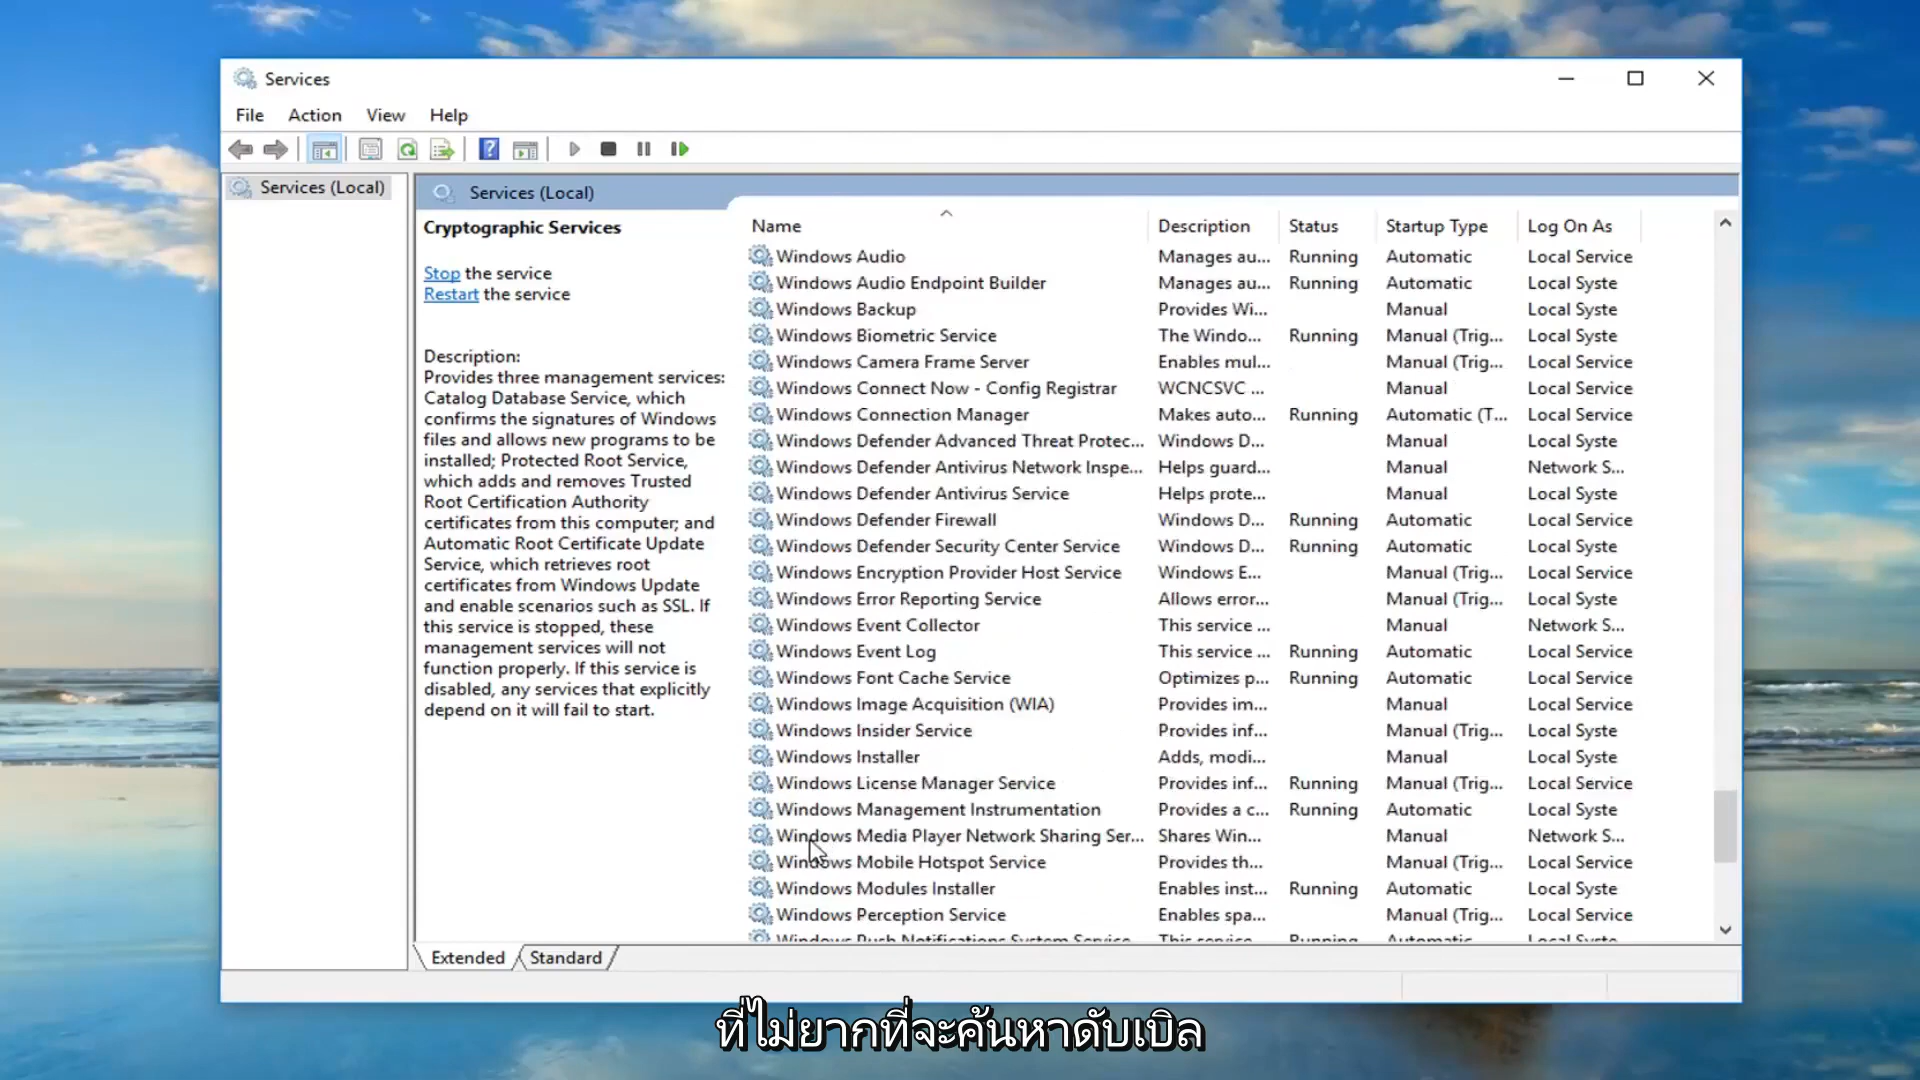 Services
File Action View Help
Services (Local)
Services (Local)
Cryptographic Services
Stop the service
Restart the service
Description:
Provides three management services:
Catalog Database Service, which
confirms the signatures of Windows
files and allows new programs to be
installed; Protected Root Service,
which adds and removes Trusted
Root Certification Authority
certificates from this computer; and
Automatic Root Certificate Update
Service, which retrieves root
certificates from Windows Update
and enable scenarios such as SSL. If
this service is stopped, these
management services will not
function properly. If this service is
disabled, any services that explicitly
depend on it will fail to start.
Name Description Status Startup Type Log On As
Windows Audio Manages au... Running Automatic Local Service
Windows Audio Endpoint Builder Manages au... Running Automatic Local Syste
Windows Backup Provides Wi... Manual Local Syste
Windows Biometric Service The Windo... Running Manual (Trig... Local Syste
Windows Camera Frame Server Enables mul... Manual (Trig... Local Service
Windows Connect Now - Config Registrar WCNCSVC ... Manual Local Service
Windows Connection Manager Makes auto... Running Automatic (T... Local Service
Windows Defender Advanced Threat Protec... Windows D... Manual Local Syste
Windows Defender Antivirus Network Inspe... Helps guard... Manual Network S...
Windows Defender Antivirus Service Helps prote... Manual Local Syste
Windows Defender Firewall Windows D... Running Automatic Local Service
Windows Defender Security Center Service Windows D... Running Automatic Local Syste
Windows Encryption Provider Host Service Windows E... Manual (Trig... Local Service
Windows Error Reporting Service Allows error... Manual (Trig... Local Syste
Windows Event Collector This service ... Manual Network S...
Windows Event Log This service ... Running Automatic Local Service
Windows Font Cache Service Optimizes p... Running Automatic Local Service
Windows Image Acquisition (WIA) Provides im... Manual Local Service
Windows Insider Service Provides inf... Manual (Trig... Local Syste
Windows Installer Adds, modi... Manual Local Syste
Windows License Manager Service Provides inf... Running Manual (Trig... Local Service
Windows Management Instrumentation Provides a c... Running Automatic Local Syste
Windows Media Player Network Sharing Ser... Shares Win... Manual Network S...
Windows Mobile Hotspot Service Provides th... Manual (Trig... Local Service
Windows Modules Installer Enables inst... Running Automatic Local Syste
Windows Perception Service Enables spa... Manual (Trig... Local Service
Windows Push Notifications System Service This service Running Automatic Local Syste
Extended Standard
ที่ไม่ยากที่จะค้นหาดับเบิล